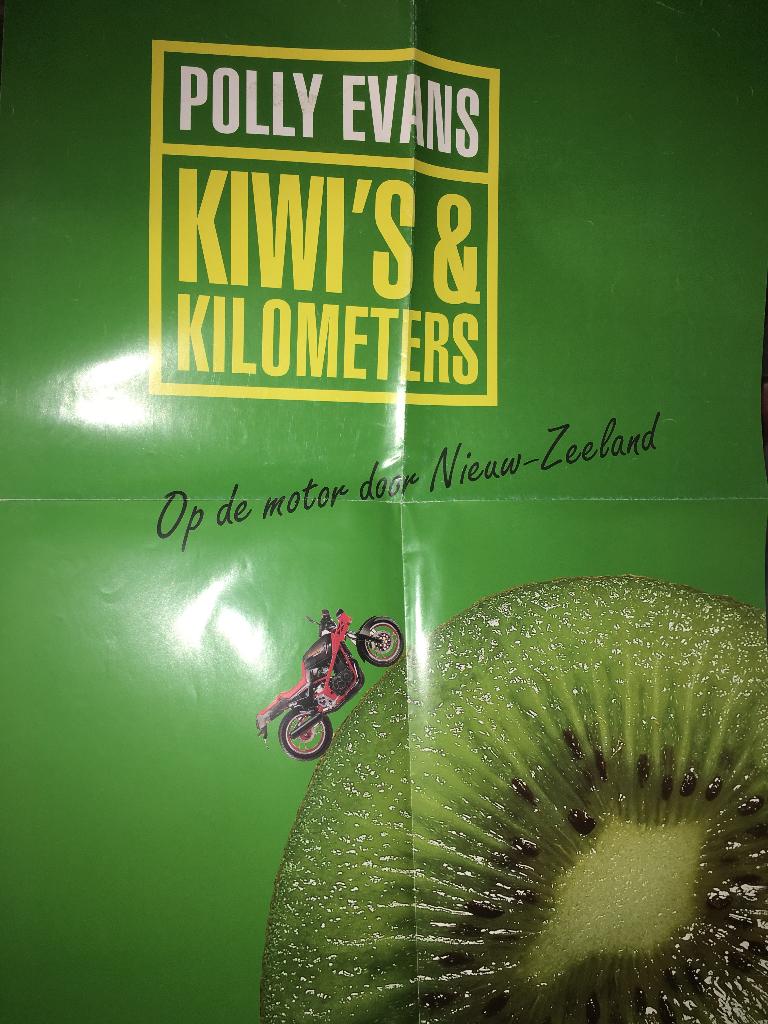 POLLY EVANS
KIWI'S &
KILOMETERS
Op de motor door Nieuw-Zeeland